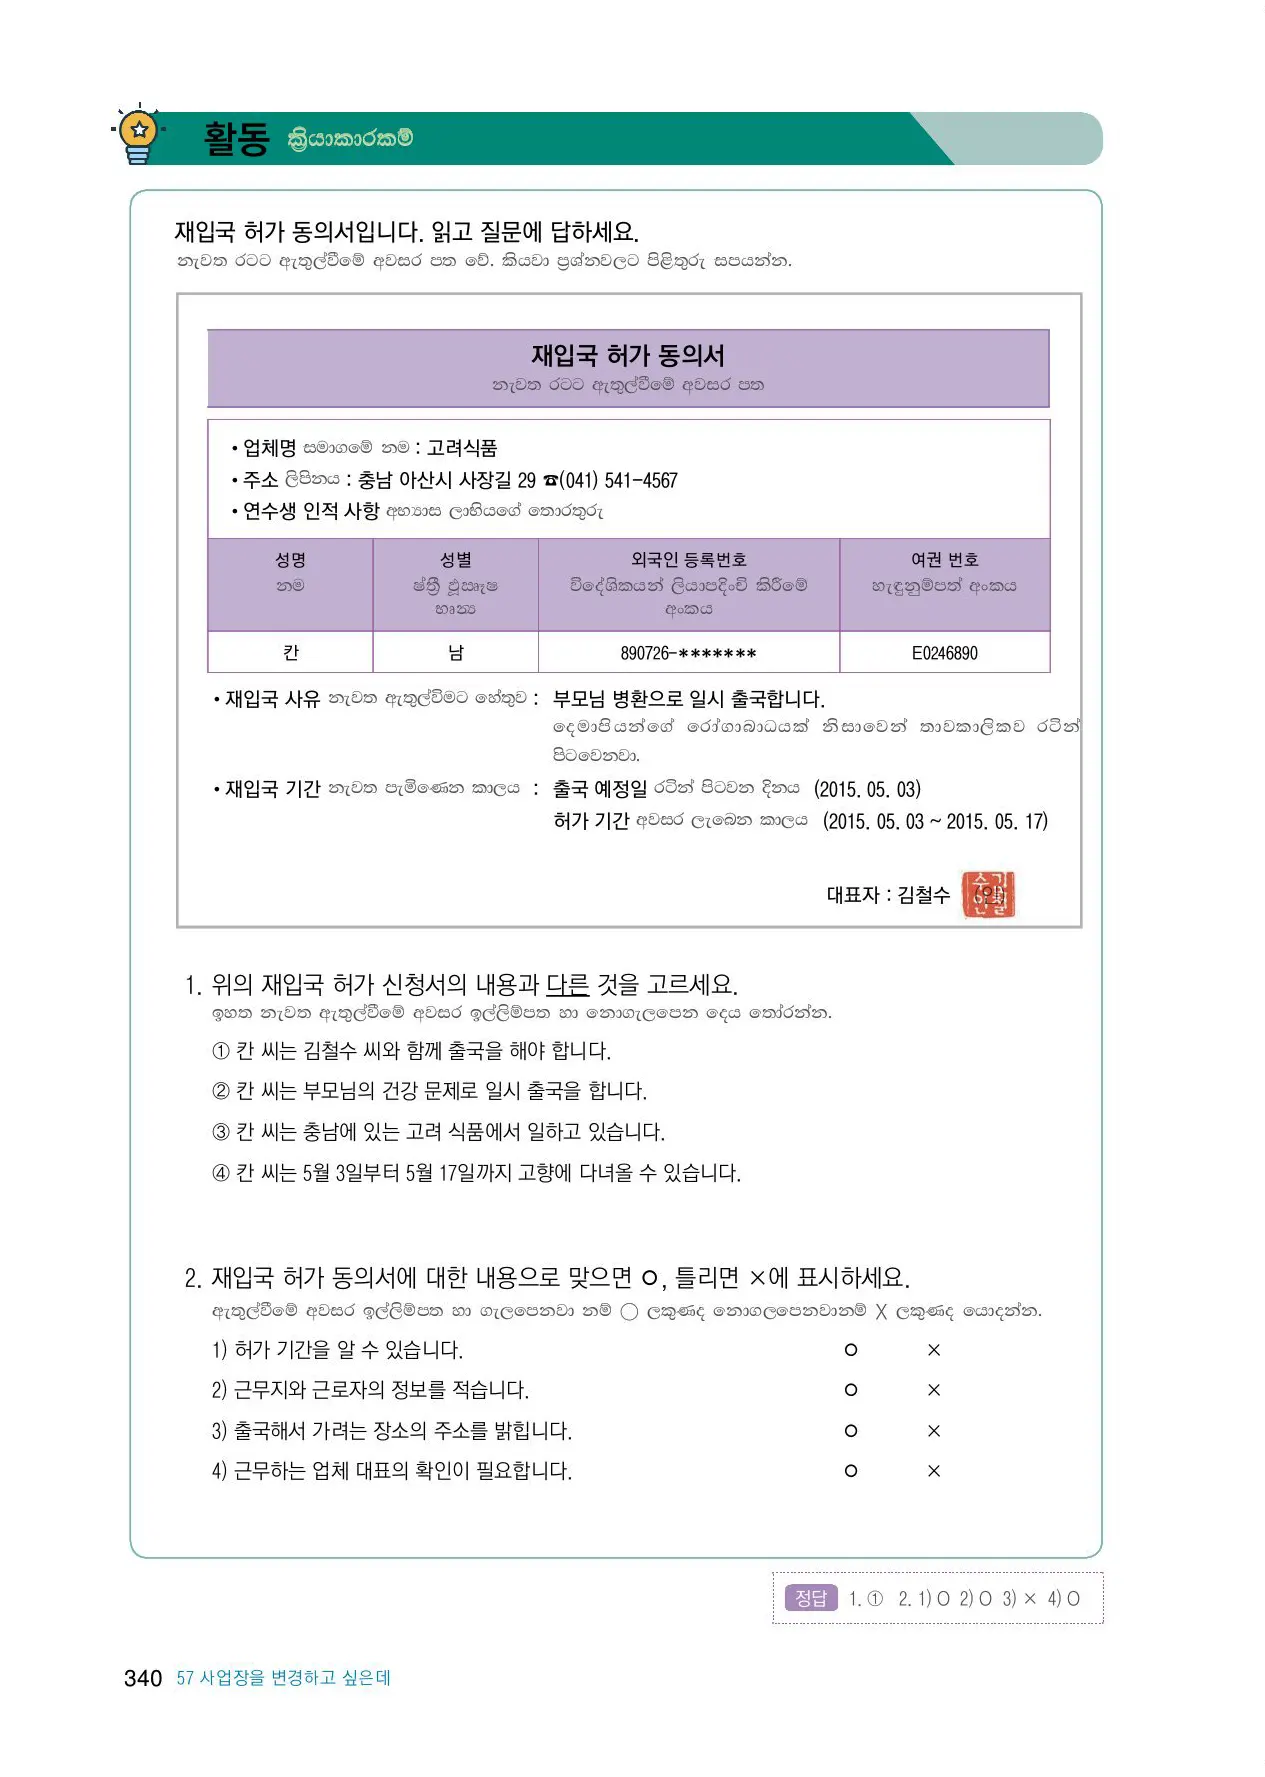 활동 ක්‍රියාකාරකම්
재입국 허가 동의서입니다. 읽고 질문에 답하세요.
නැවත රටට ඇතුල්වීමේ අවසර පත වේ. කියවා ප්‍රශ්නවලට පිළිතුරු සපයන්න.
재입국 허가 동의서
නැවත රටට ඇතුල්වීමේ අවසර පත
• 업체명 සමාගමේ නම : 고려식품
• 주소 ලිපිනය : 충남 아산시 사장길 29 ☎(041) 541-4567
• 연수생 인적 사항 අභ්‍යාස ලාභියගේ තොරතුරු
성명 성별 외국인 등록번호 여권 번호
නම ෂ්ත්‍රී විදේශිකයන් ලියාපදිංචි කිරීමේ හැඳුනුම්පත් අංකය
අංකය
칸 남 890726-******* E0246890
• 재입국 사유 නැවත ඇතුල්විමට හේතුව : 부모님 병환으로 일시 출국합니다.
දෙමාපියන්ගේ රෝගාබාධයක් නිසාවෙන් තාවකාලිකව රටින්
පිටවෙනවා.
• 재입국 기간 නැවත පැමිණෙන කාලය : 출국 예정일 රටින් පිටවන දිනය (2015. 05. 03)
허가 기간 අවසර ලැබෙන කාලය (2015. 05. 03 ~ 2015. 05. 17)
대표자 : 김철수 (인)
1. 위의 재입국 허가 신청서의 내용과 다른 것을 고르세요.
ඉහත නැවත ඇතුල්වීමේ අවසර ඉල්ලිම්පත හා නොගැලපෙන දෙය තෝරන්න.
① 칸 씨는 김철수 씨와 함께 출국을 해야 합니다.
② 칸 씨는 부모님의 건강 문제로 일시 출국을 합니다.
③ 칸 씨는 충남에 있는 고려 식품에서 일하고 있습니다.
④ 칸 씨는 5월 3일부터 5월 17일까지 고향에 다녀올 수 있습니다.
2. 재입국 허가 동의서에 대한 내용으로 맞으면 ㅇ, 틀리면 ×에 표시하세요.
ඇතුල්වීමේ අවසර ඉල්ලිම්පත හා ගැලපෙනවා නම් ◯ ලකුණද නොගලපෙනවානම් X ලකුණද යොදන්න.
1) 허가 기간을 알 수 있습니다. ㅇ ×
2) 근무지와 근로자의 정보를 적습니다. ㅇ ×
3) 출국해서 가려는 장소의 주소를 밝힙니다. ㅇ ×
4) 근무하는 업체 대표의 확인이 필요합니다. ㅇ ×
정답 1. ① 2. 1) O 2) O 3) × 4) O
340 57 사업장을 변경하고 싶은데